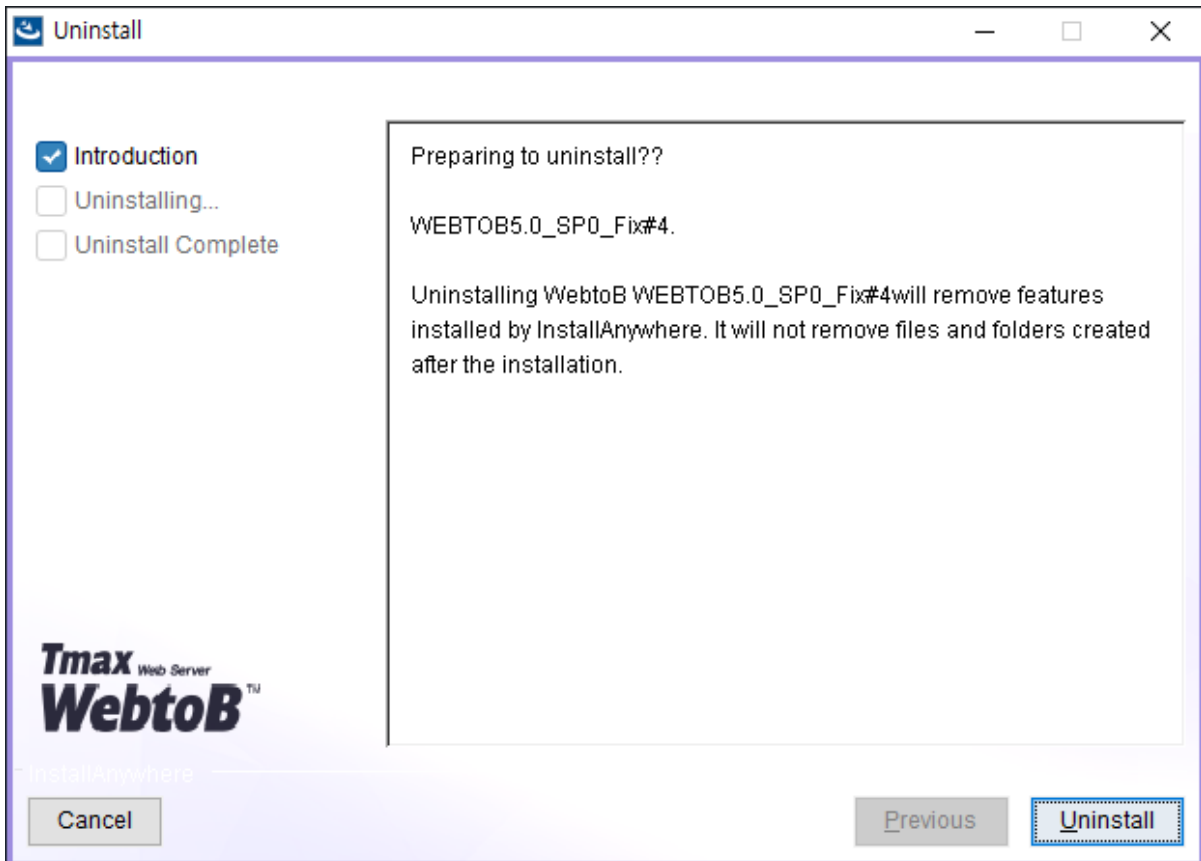 Uninstall
Introduction
Uninstalling...
Uninstall Complete
Preparing to uninstall??
WEBTOB5.0_SP0_Fix#4.
Uninstalling WebtoB WEBTOB5.0_SP0_Fix#4will remove features
installed by InstallAnywhere. It will not remove files and folders created
after the installation.
Tmax Web Server
WebtoB™
InstallAnywhere
Cancel
Previous
Uninstall